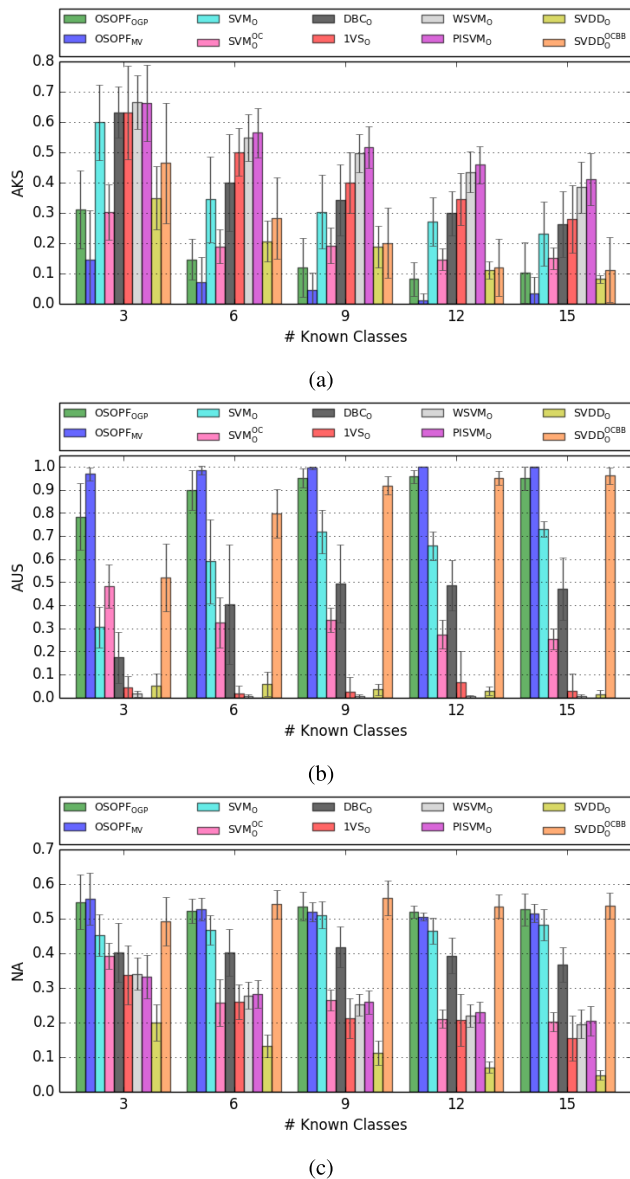 OSOPF_OGP SVM_O DBC_O WSVM_O SVDD_O
OSOPF_MV SVM_O^OC 1VS_O PISVM_O SVDD_O^OCBB
0.8
0.7
0.6
0.5
0.4
0.3
0.2
0.1
0.0
AKS
3 6 9 12 15
# Known Classes
(a)
OSOPF_OGP SVM_O DBC_O WSVM_O SVDD_O
OSOPF_MV SVM_O^OC 1VS_O PISVM_O SVDD_O^OCBB
1.0
0.9
0.8
0.7
0.6
0.5
0.4
0.3
0.2
0.1
0.0
AUS
3 6 9 12 15
# Known Classes
(b)
OSOPF_OGP SVM_O DBC_O WSVM_O SVDD_O
OSOPF_MV SVM_O^OC 1VS_O PISVM_O SVDD_O^OCBB
0.7
0.6
0.5
0.4
0.3
0.2
0.1
0.0
NA
3 6 9 12 15
# Known Classes
(c)